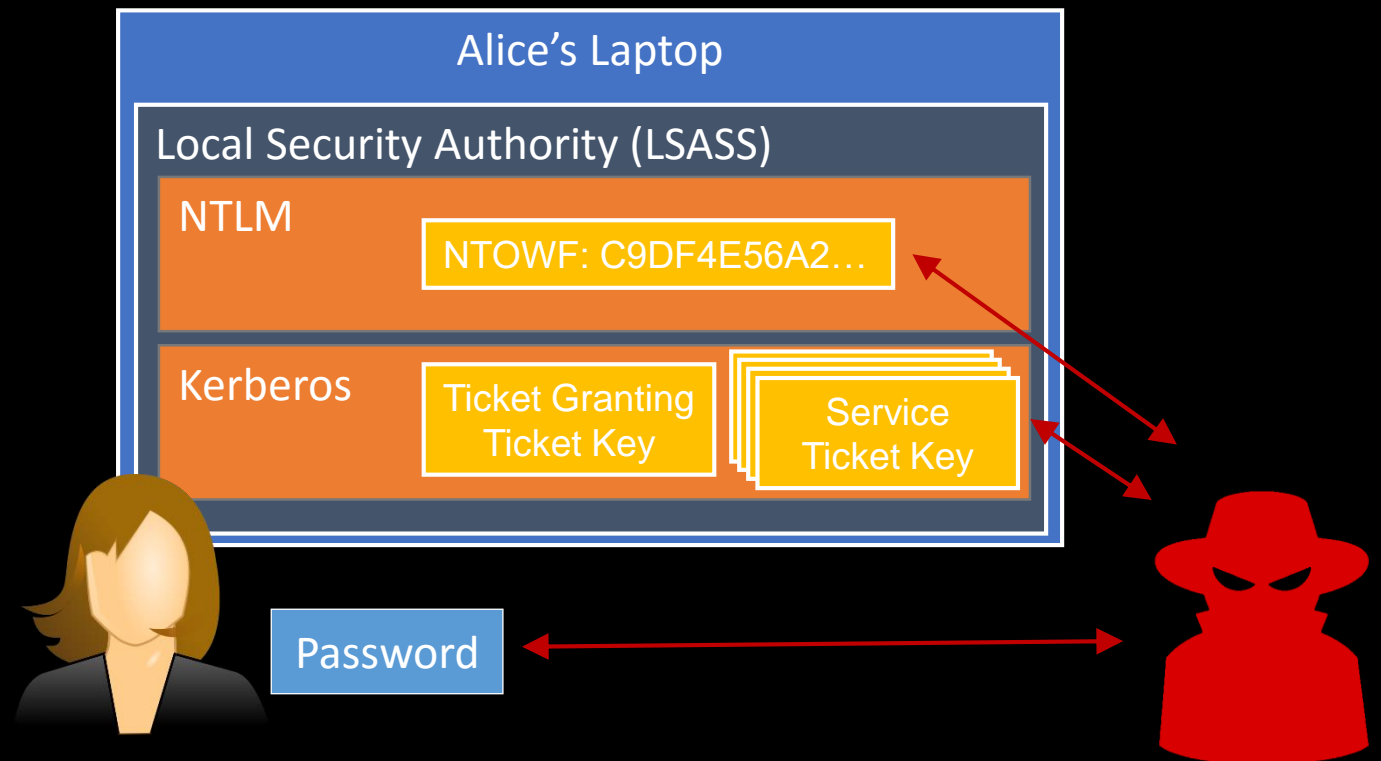 Alice’s Laptop
Local Security Authority (LSASS)
NTLM
NTOWF: C9DF4E56A2…
Kerberos
Ticket Granting
Ticket Key
Service
Ticket Key
Password